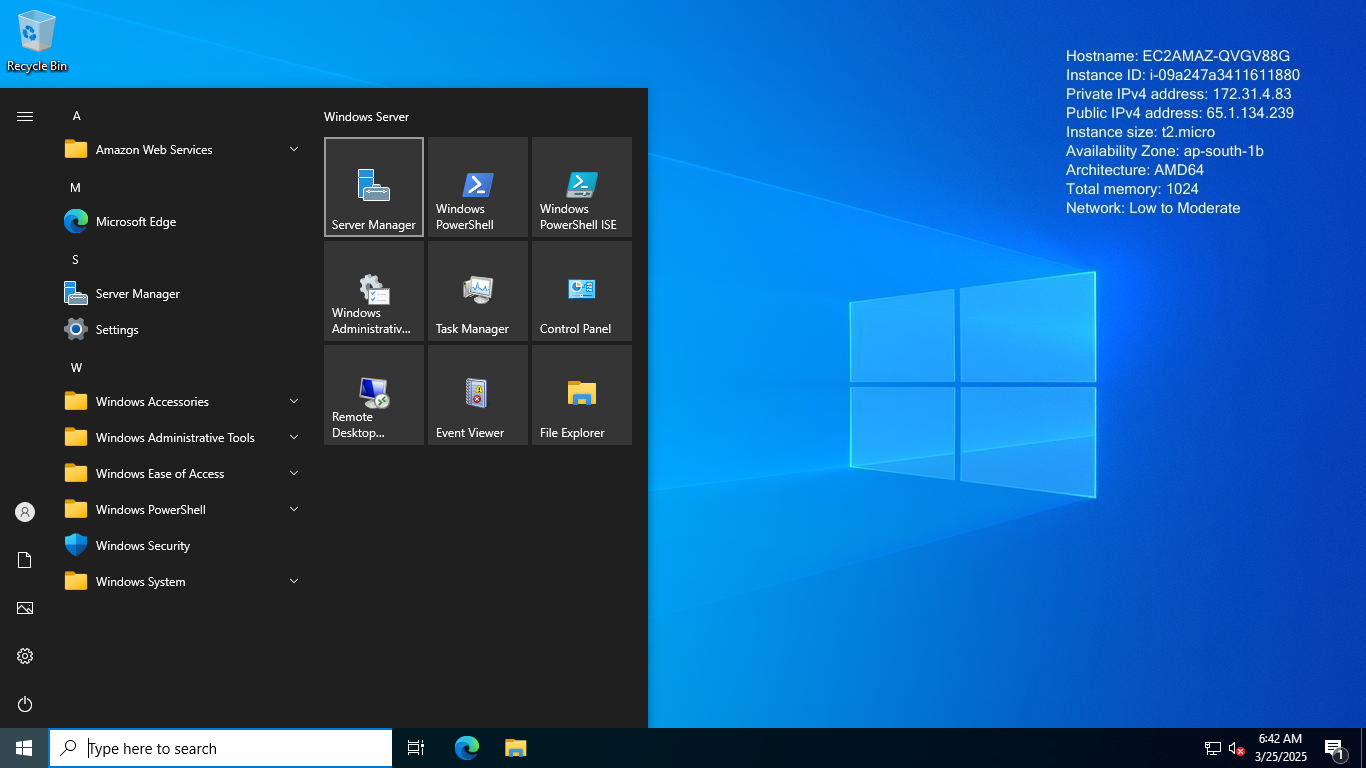 Recycle Bin
Hostname: EC2AMAZ-QVGV88G
Instance ID: i-09a247a3411611880
Private IPv4 address: 172.31.4.83
Public IPv4 address: 65.1.134.239
Instance size: t2.micro
Availability Zone: ap-south-1b
Architecture: AMD64
Total memory: 1024
Network: Low to Moderate
A
Amazon Web Services
M
Microsoft Edge
S
Server Manager
Settings
W
Windows Accessories
Windows Administrative Tools
Windows Ease of Access
Windows PowerShell
Windows Security
Windows System
Windows Server
Server Manager
Windows
PowerShell
Windows
PowerShell ISE
Windows
Administrativ...
Task Manager
Control Panel
Remote
Desktop...
Event Viewer
File Explorer
Type here to search
6:42 AM
3/25/2025
1